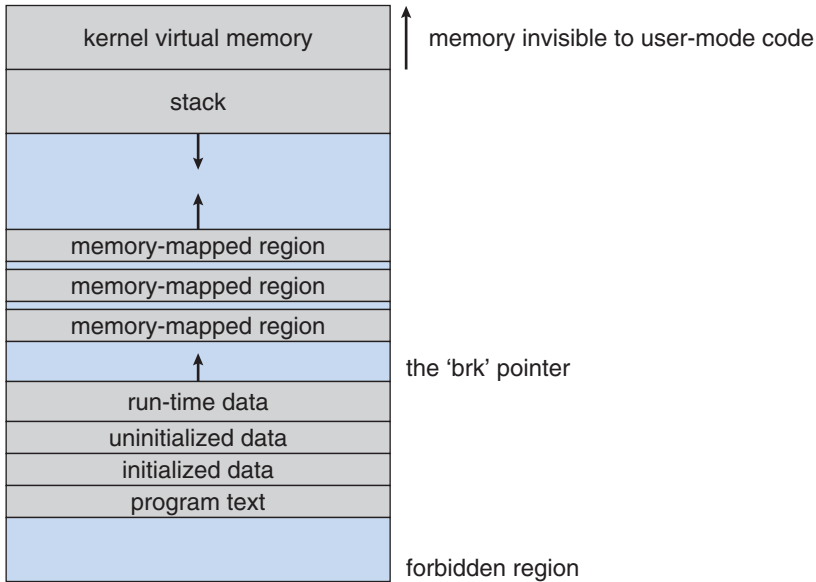 kernel virtual memory
memory invisible to user-mode code
stack
memory-mapped region
memory-mapped region
memory-mapped region
the ‘brk’ pointer
run-time data
uninitialized data
initialized data
program text
forbidden region